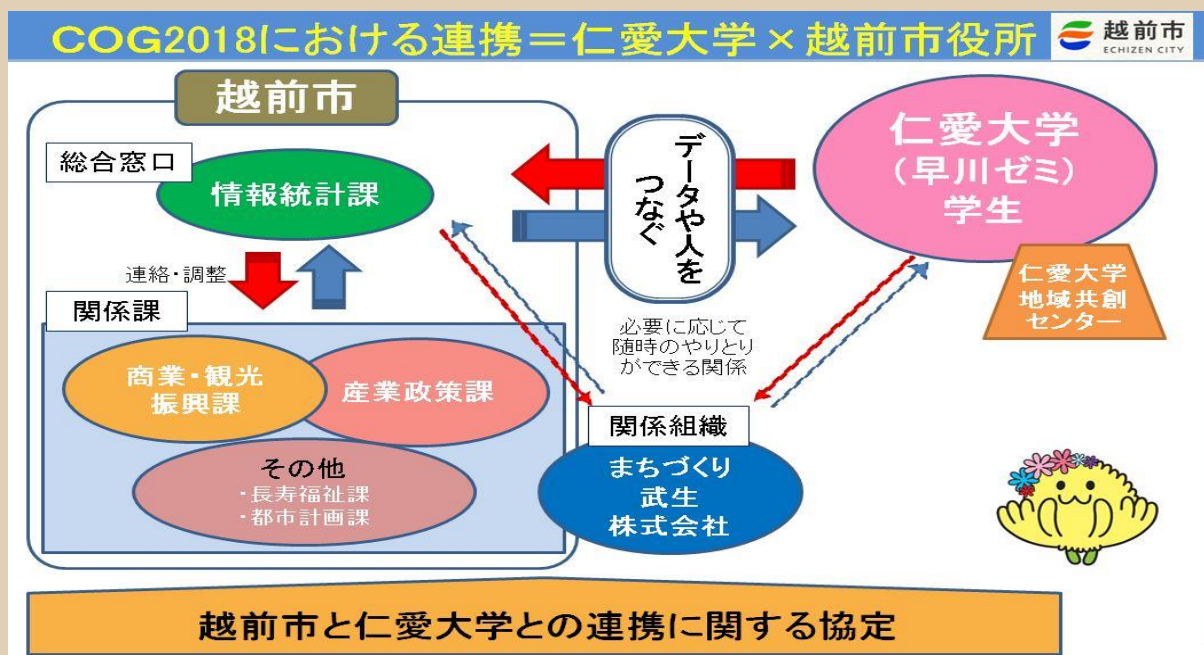 COG2018における連携＝仁愛大学×越前市役所
越前市
ECHIZEN CITY
越前市
総合窓口
情報統計課
連絡・調整
関係課
商業・観光
振興課
産業政策課
その他
・長寿福祉課
・都市計画課
データや人を
つなぐ
必要に応じて
随時のやりとり
ができる関係
関係組織
まちづくり
武生
株式会社
仁愛大学
（早川ゼミ）
学生
仁愛大学
地域共創
センター
越前市と仁愛大学との連携に関する協定